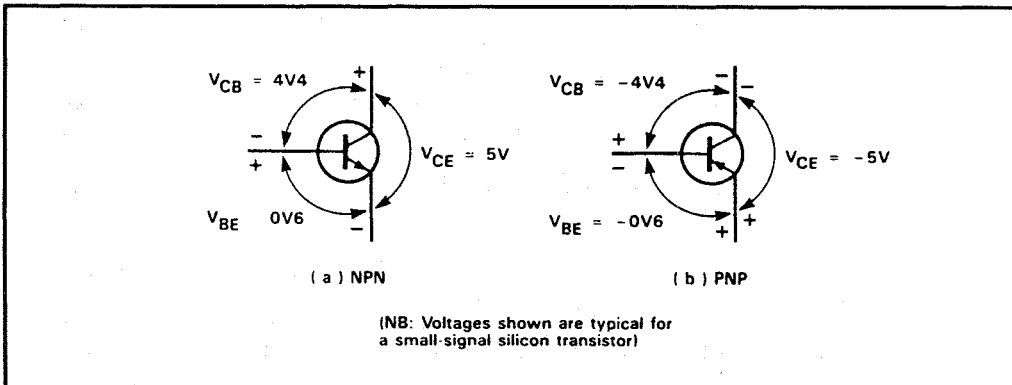 V_CB = 4V4
+
−
+
V_CE = 5V
V_BE 0V6
−
( a ) NPN
V_CB = −4V4
−
−
+
−
V_CE = −5V
V_BE = −0V6
+
+
( b ) PNP
(NB: Voltages shown are typical for
a small-signal silicon transistor)